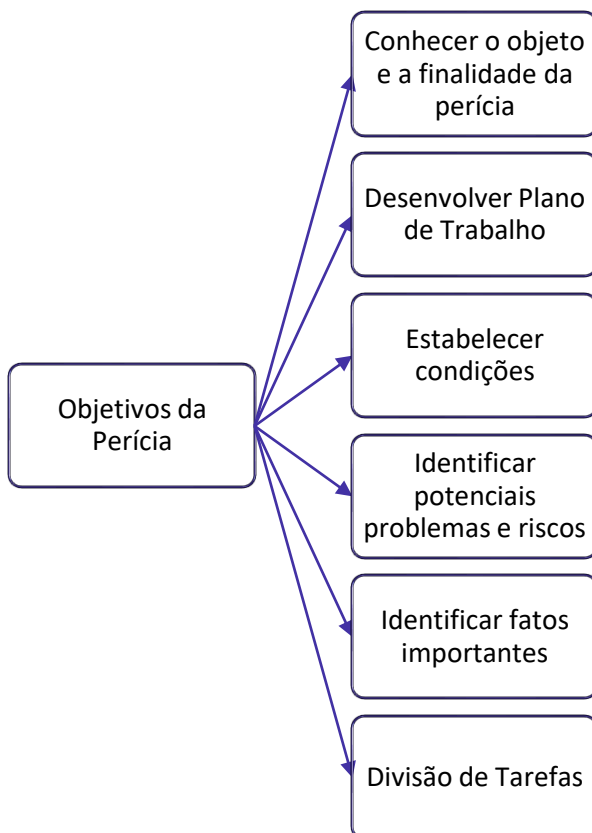 Conhecer o objeto
e a finalidade da
perícia
Desenvolver Plano
de Trabalho
Estabelecer
condições
Objetivos da
Perícia
Identificar
potenciais
problemas e riscos
Identificar fatos
importantes
Divisão de Tarefas